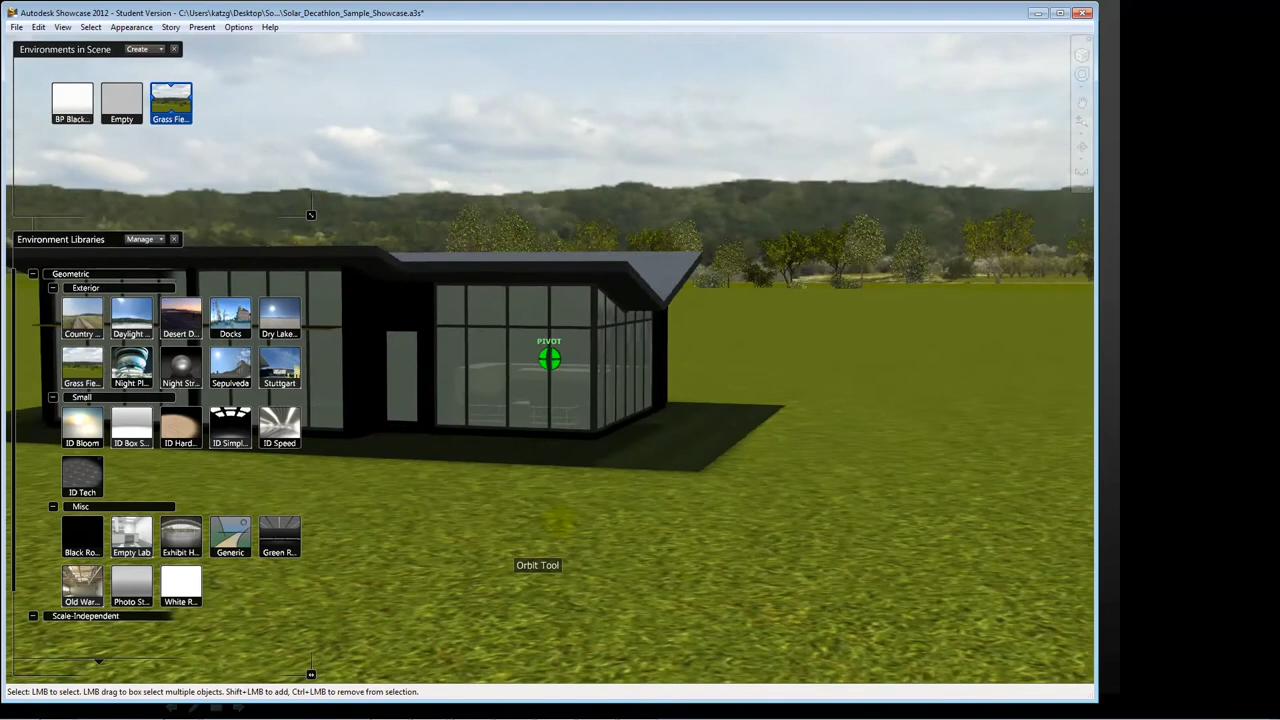 Autodesk Showcase 2012 - Student Version - C:\Users\katzg\Desktop\So...\Solar_Decathlon_Sample_Showcase.a3s*
File Edit View Select Appearance Story Present Options Help
Environments in Scene Create
BP Black... Empty Grass Fie...
Environment Libraries Manage
Geometric
Exterior
Country ... Daylight ... Desert D... Docks Dry Lake...
PIVOT
Grass Fie... Night Pl... Night Str... Sepulveda Stuttgart
Small
ID Bloom ID Box S... ID Hard... ID Simpl... ID Speed
ID Tech
Misc
Black Ro... Empty Lab Exhibit H... Generic Green R...
Orbit Tool
Old War... Photo St... White R...
Scale-Independent
Select: LMB to select. LMB drag to box select multiple objects. Shift+LMB to add, Ctrl+LMB to remove from selection.